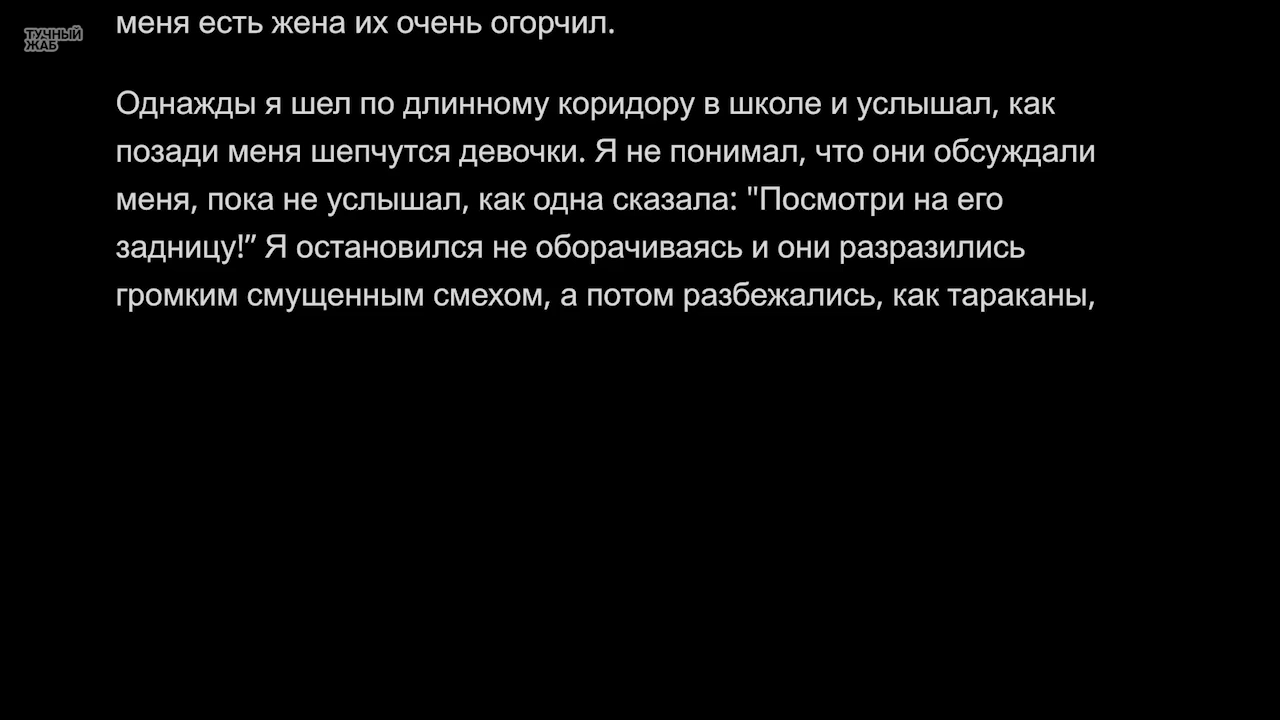 ТУЧНЫЙ
ЖАБ
меня есть жена их очень огорчил.
Однажды я шел по длинному коридору в школе и услышал, как
позади меня шепчутся девочки. Я не понимал, что они обсуждали
меня, пока не услышал, как одна сказала: "Посмотри на его
задницу!” Я остановился не оборачиваясь и они разразились
громким смущенным смехом, а потом разбежались, как тараканы,